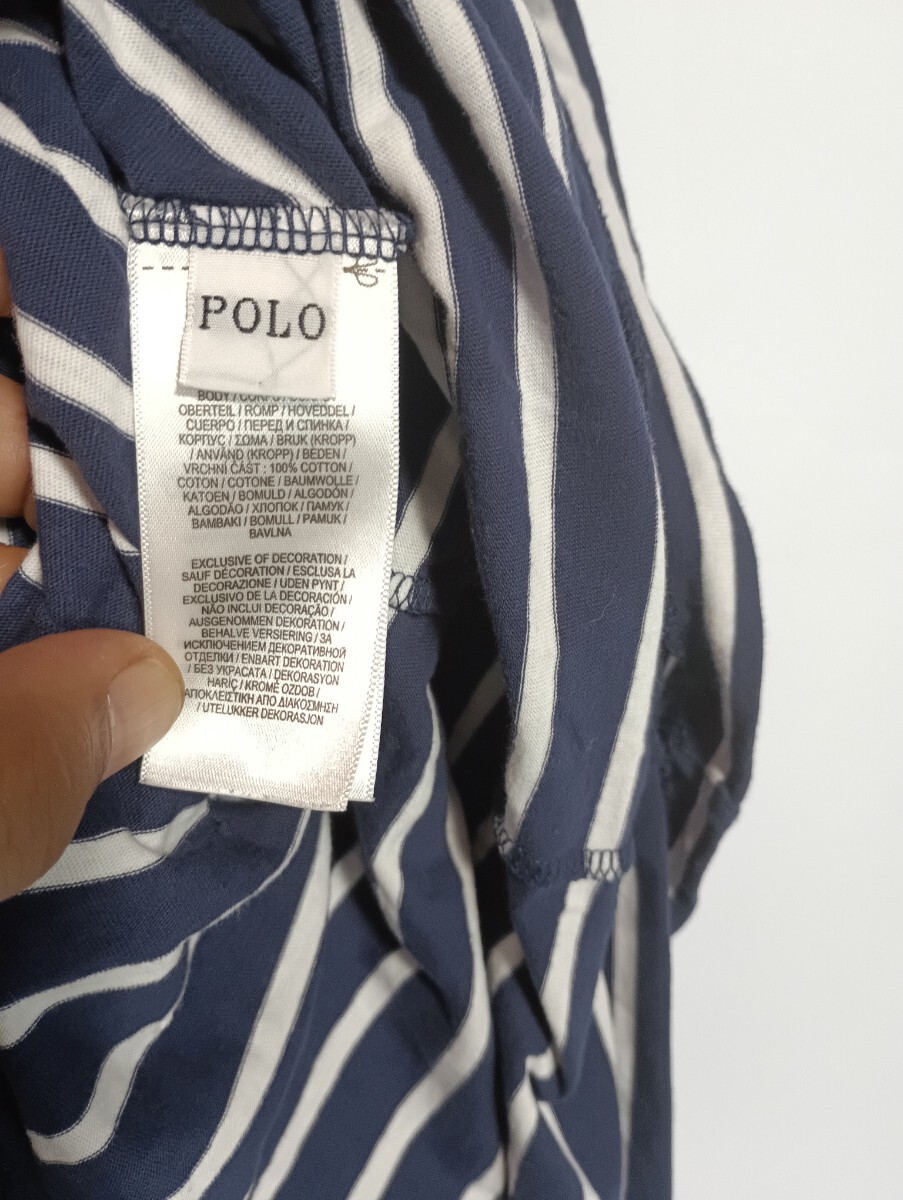 POLO
BODY /
OBERTEIL / ROMP / HOVEDDEL /
CUERPO / ПЕРЕД И СПИНКА /
КОРПУС / ΣΩΜΑ / BRUK (KROPP)
/ ANVÄND (KROPP) / BEDEN /
VRCHNÍ ČÁST : 100% COTTON /
COTON / COTONE / BAUMWOLLE /
KATOEN / BOMULD / ALGODÓN /
ALGODÃO / ХЛОПОК / ПАМУК /
BAMBAKI / BOMULL / PAMUK /
BAVLNA
EXCLUSIVE OF DECORATION /
SAUF DÉCORATION / ESCLUSA LA
DECORAZIONE / UDEN PYNT /
EXCLUSIVO DE LA DECORACIÓN /
NÃO INCLUI DECORAÇÃO /
AUSGENOMMEN DEKORATION /
BEHALVE VERSIERING / ЗА
ИСКЛЮЧЕНИЕМ ДЕКОРАТИВНОЙ
ОТДЕЛКИ / ENBART DEKORATION
/ БЕЗ УКРАСАТА / DEKORASYON
HARİÇ / KROMĚ OZDOB /
ΑΠΟΚΛΕΙΣΤΙΚΗ ΑΠΟ ΔΙΑΚΟΣΜΗΣΗ
/ UTELUKKER DEKORASJON